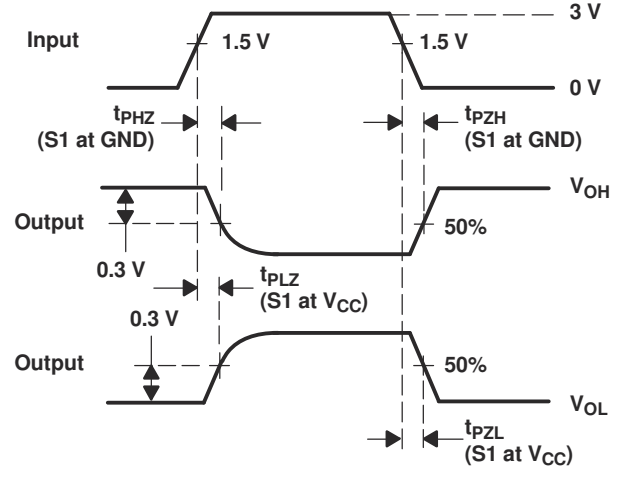 3 V
Input
1.5 V
1.5 V
0 V
tPHZ
(S1 at GND)
tPZH
(S1 at GND)
VOH
Output
50%
0.3 V
tPLZ
(S1 at VCC)
0.3 V
Output
50%
VOL
tPZL
(S1 at VCC)